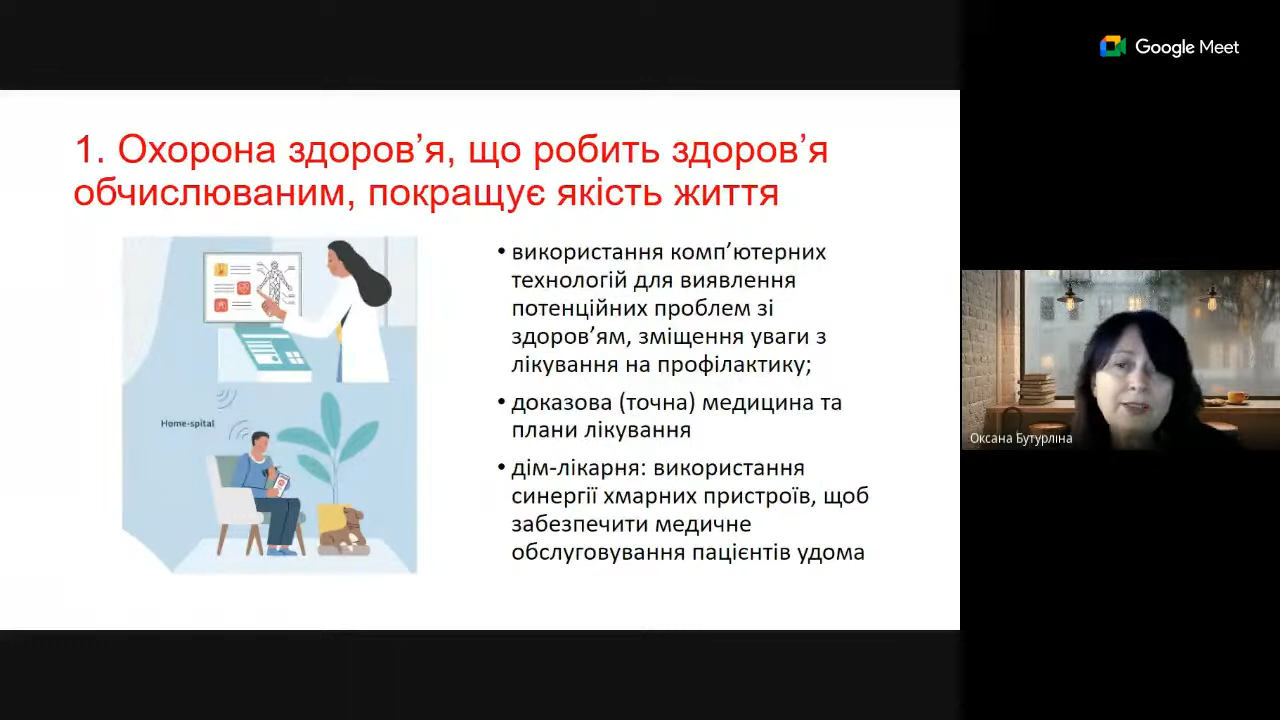 Google Meet
1. Охорона здоров’я, що робить здоров’я
обчислюваним, покращує якість життя
• використання комп’ютерних
технологій для виявлення
потенційних проблем зі
здоров’ям, зміщення уваги з
лікування на профілактику;
• доказова (точна) медицина та
плани лікування
• дім-лікарня: використання
синергії хмарних пристроїв, щоб
забезпечити медичне
обслуговування пацієнтів удома
Home-spital
Оксана Бутурліна